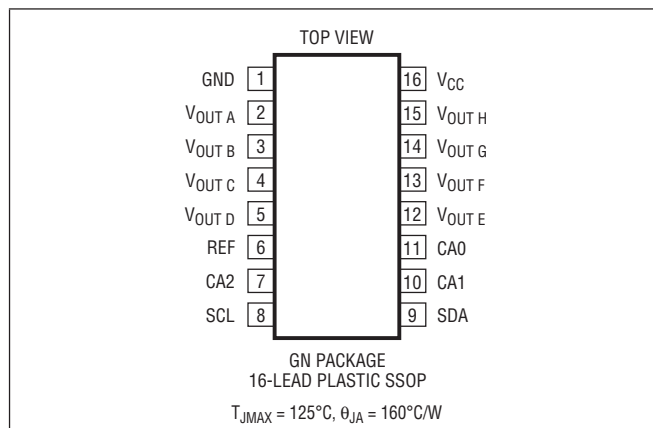 TOP VIEW
GND 1
16 VCC
VOUT A 2
15 VOUT H
VOUT B 3
14 VOUT G
VOUT C 4
13 VOUT F
VOUT D 5
12 VOUT E
REF 6
11 CA0
CA2 7
10 CA1
SCL 8
9 SDA
GN PACKAGE
16-LEAD PLASTIC SSOP
TJMAX = 125°C, θJA = 160°C/W